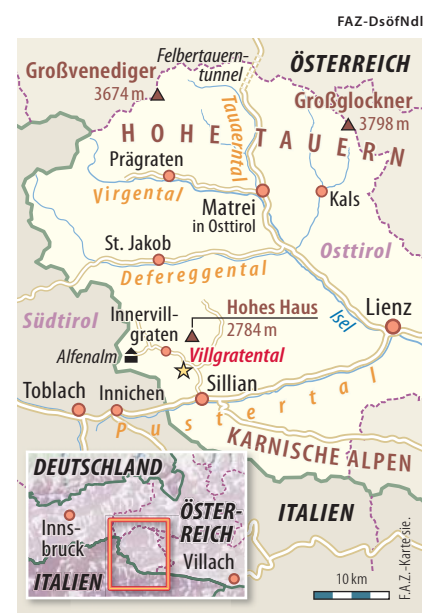 FAZ-DsöfNdl
Felbertauern-
tunnel
ÖSTERREICH
Großvenediger
3674 m
Großglockner
3798 m
HOHE TAUERN
Tauerntal
Prägraten
Virgental
Matrei
in Osttirol
Kals
St. Jakob
Osttirol
Defereggental
Südtirol
Innervill-
graten
Hohes Haus
2784 m
Isel
Lienz
Alfenalm
Villgratental
Toblach
Innichen
Sillian
Pustertal
KARNISCHE ALPEN
DEUTSCHLAND
ÖSTER-
REICH
Inns-
bruck
Villach
ITALIEN
ITALIEN
10 km
F.A.Z.-Karte sie.